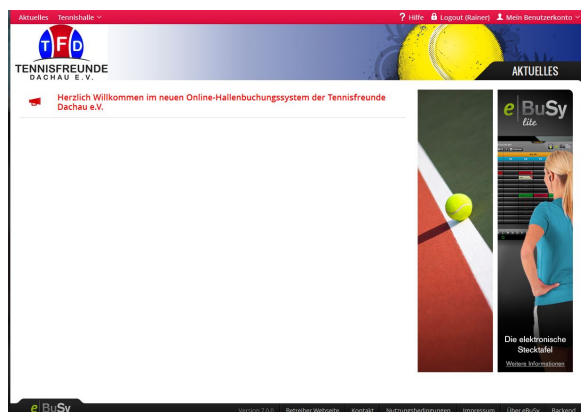 Aktuelles Tennishalle
? Hilfe Logout (Rainer) Mein Benutzerkonto
TFD
TENNISFREUNDE
DACHAU E.V.
AKTUELLES
Herzlich Willkommen im neuen Online-Hallenbuchungssystem der Tennisfreunde
Dachau e.V.
e BuSy
lite
Die elektronische
Stecktafel
Weitere Informationen
e BuSy
Version 7.0.0 Betreiber Webseite Kontakt Nutzungsbedingungen Impressum Über eBuSy Backend